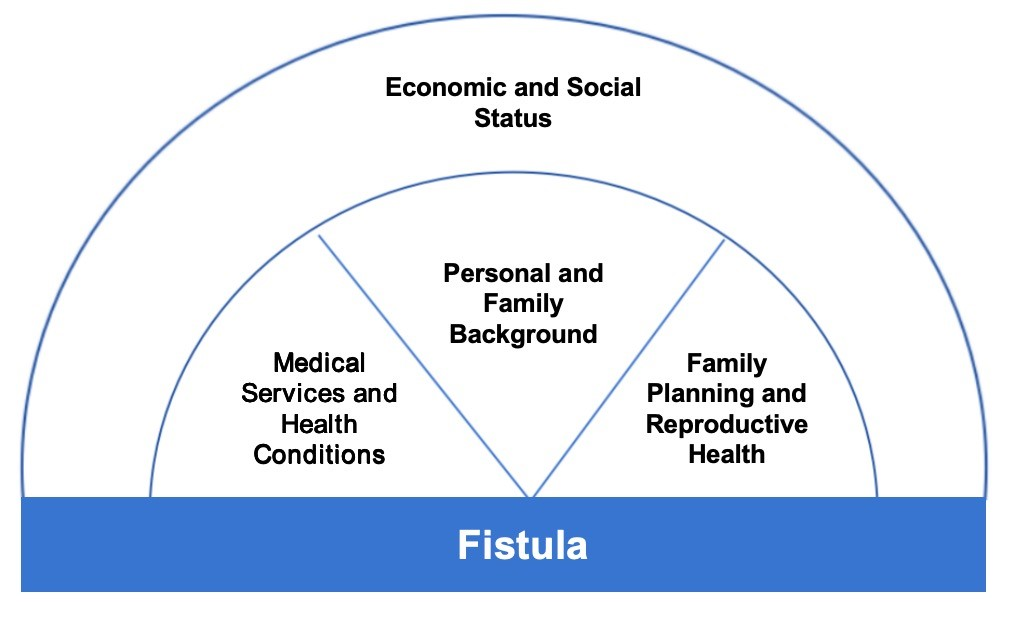 Economic and Social
Status
Personal and
Family
Background
Medical
Services and
Health
Conditions
Family
Planning and
Reproductive
Health
Fistula